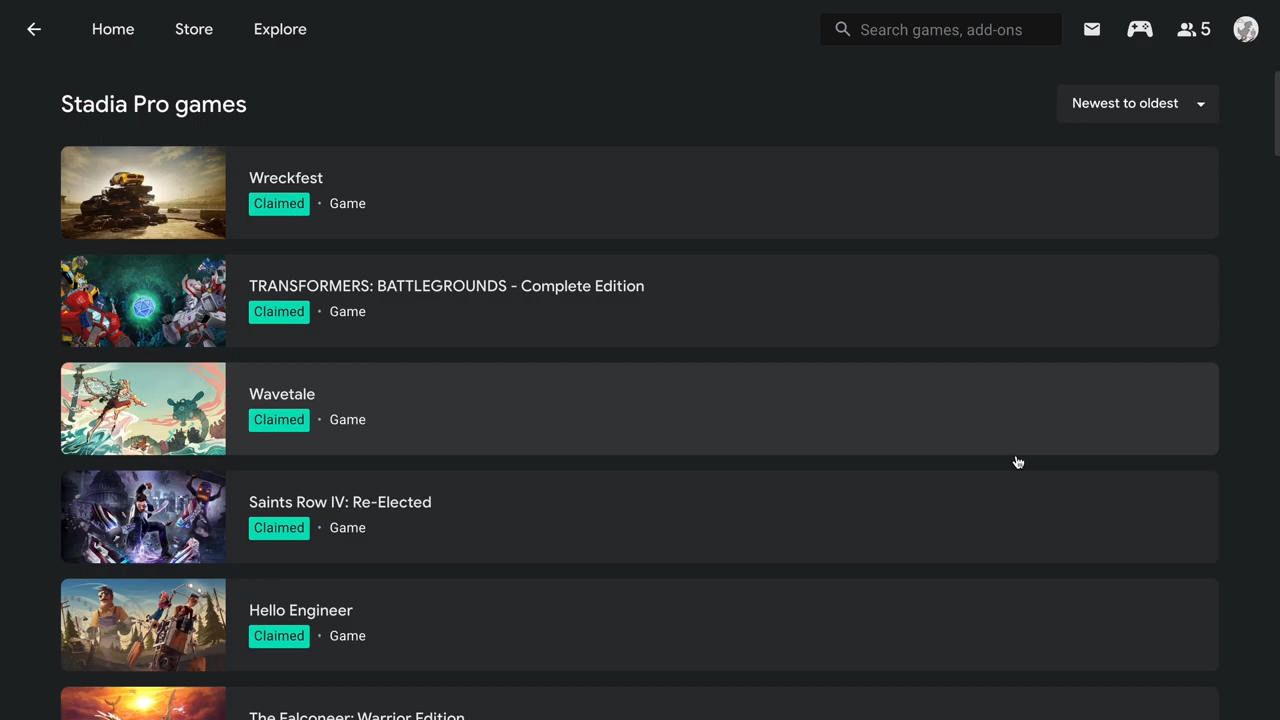 Home Store Explore Search games, add-ons 5
Stadia Pro games Newest to oldest
Wreckfest
Claimed • Game
TRANSFORMERS: BATTLEGROUNDS - Complete Edition
Claimed • Game
Wavetale
Claimed • Game
Saints Row IV: Re-Elected
Claimed • Game
Hello Engineer
Claimed • Game
The Falconeer: Warrior Edition